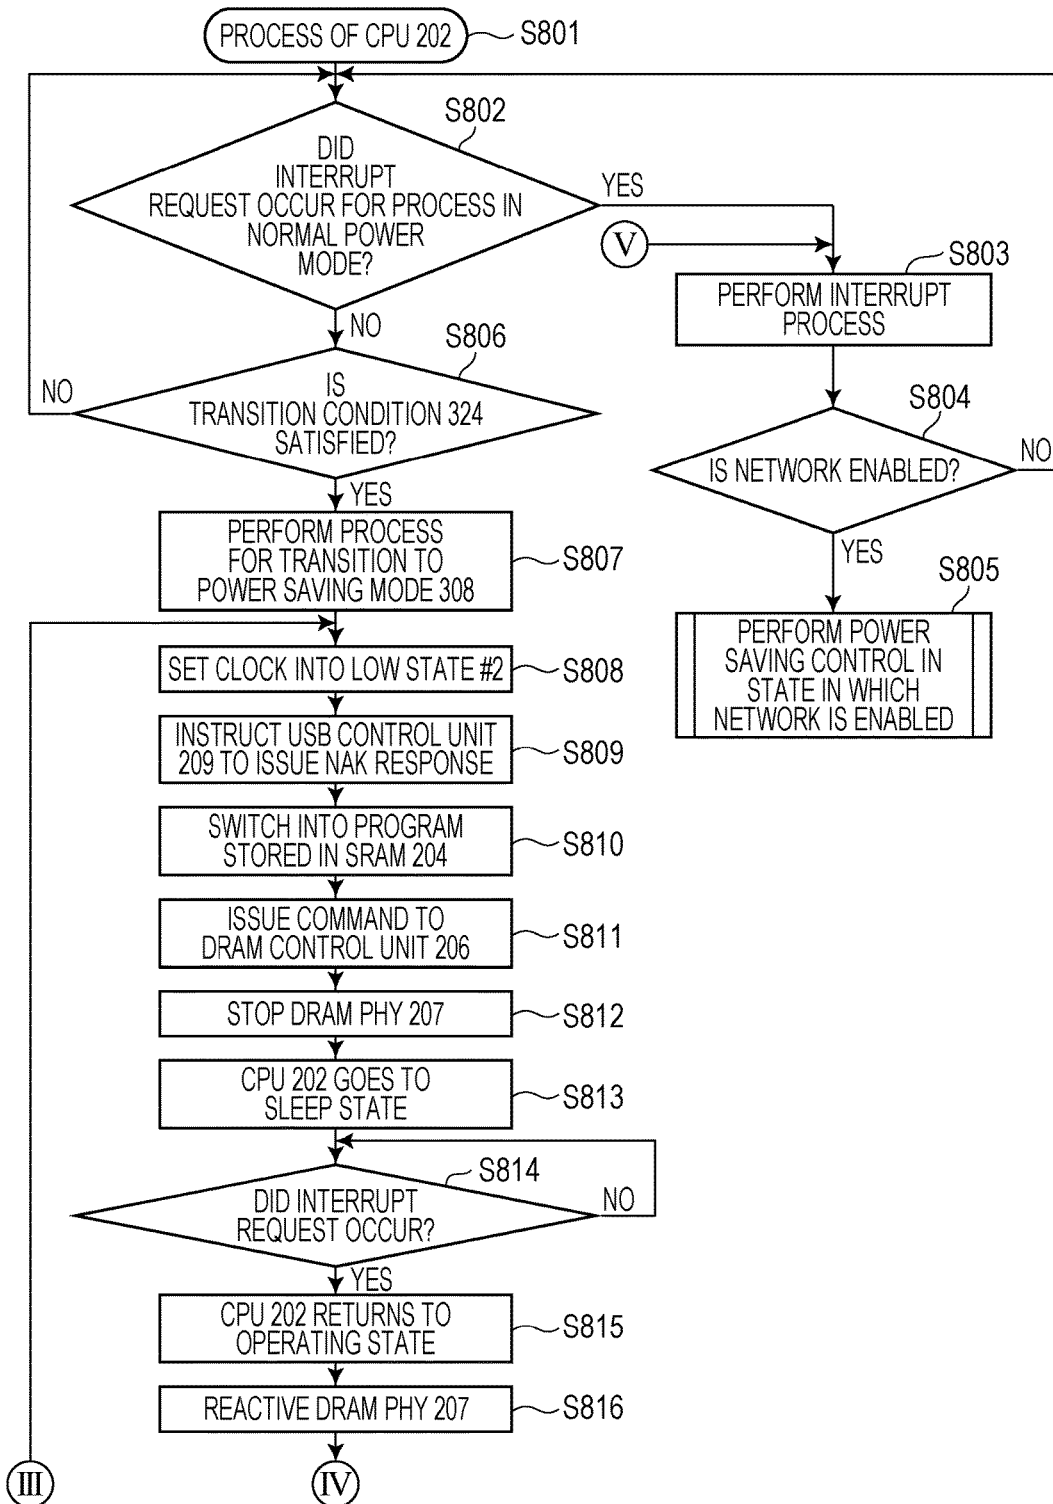 PROCESS OF CPU 202
S801
S802
DID
INTERRUPT
REQUEST OCCUR FOR PROCESS IN
NORMAL POWER
MODE?
YES
NO
V
S803
PERFORM INTERRUPT
PROCESS
S804
IS NETWORK ENABLED?
NO
YES
S805
PERFORM POWER
SAVING CONTROL IN
STATE IN WHICH
NETWORK IS ENABLED
S806
IS
TRANSITION CONDITION 324
SATISFIED?
NO
YES
PERFORM PROCESS
FOR TRANSITION TO
POWER SAVING MODE 308
S807
SET CLOCK INTO LOW STATE #2
S808
INSTRUCT USB CONTROL UNIT
209 TO ISSUE NAK RESPONSE
S809
SWITCH INTO PROGRAM
STORED IN SRAM 204
S810
ISSUE COMMAND TO
DRAM CONTROL UNIT 206
S811
STOP DRAM PHY 207
S812
CPU 202 GOES TO
SLEEP STATE
S813
S814
DID INTERRUPT
REQUEST OCCUR?
NO
YES
CPU 202 RETURNS TO
OPERATING STATE
S815
REACTIVE DRAM PHY 207
S816
III
IV